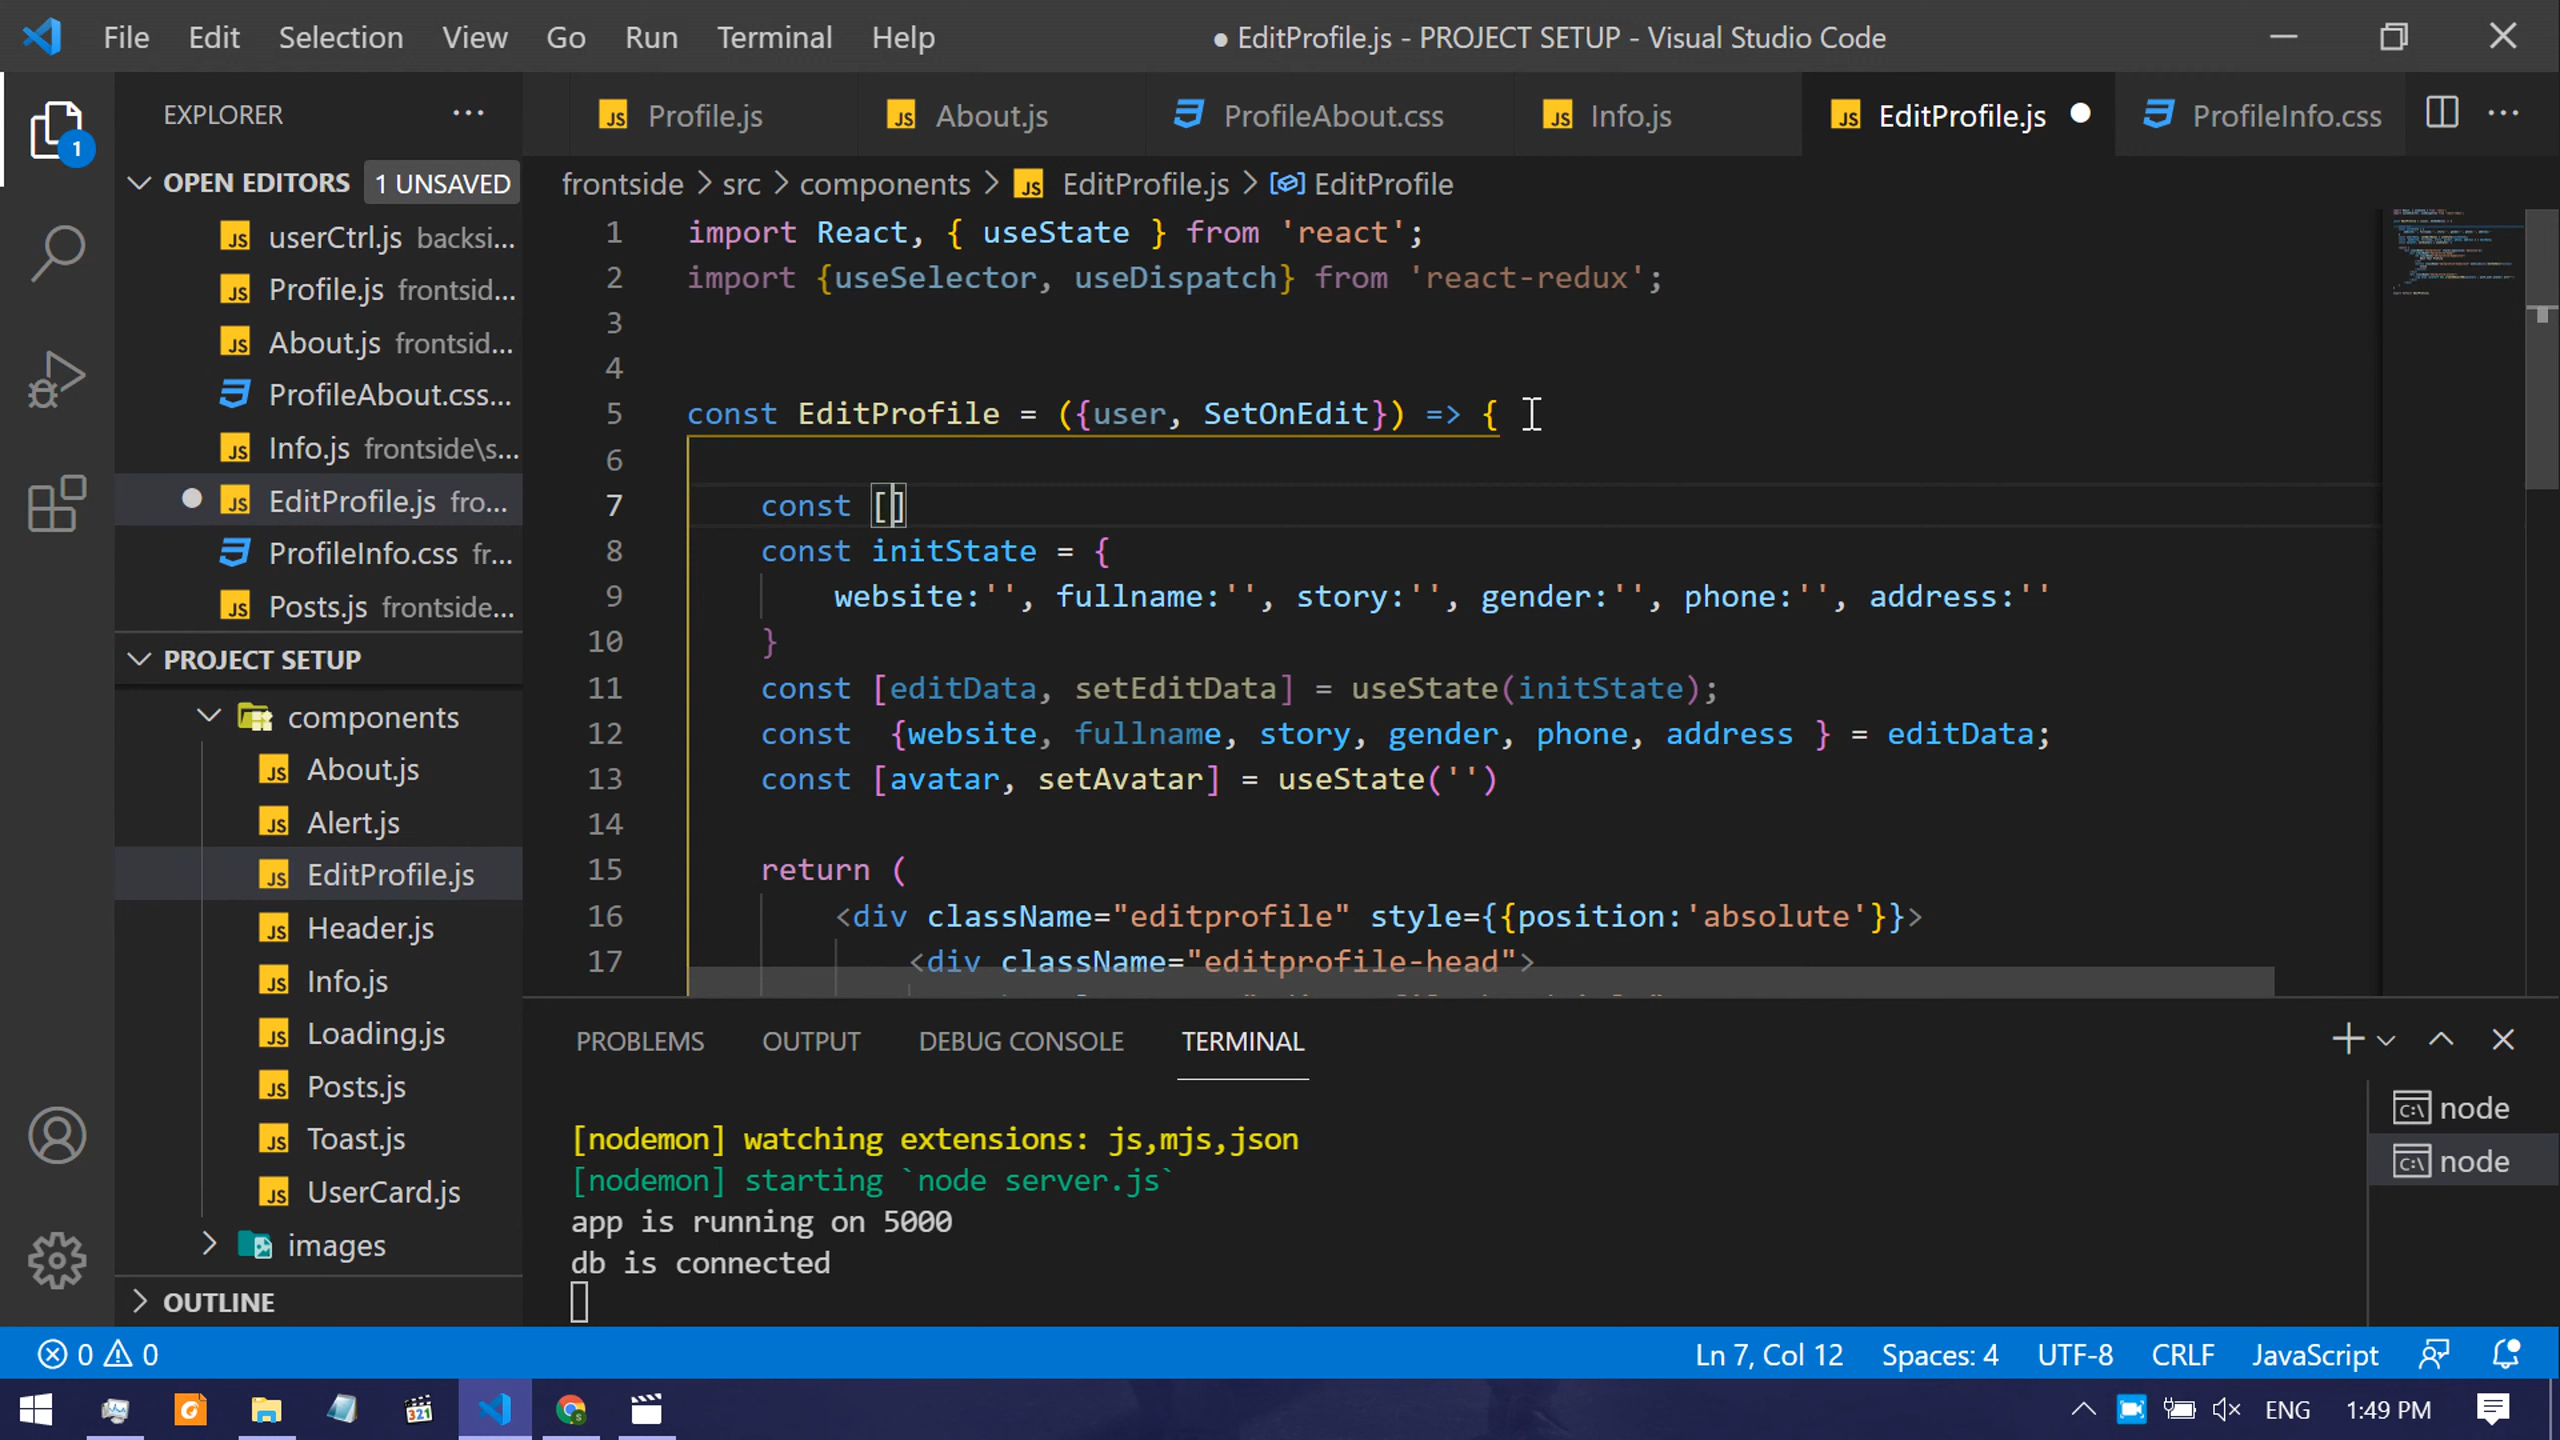 File Edit Selection View Go Run Terminal Help
● EditProfile.js - PROJECT SETUP - Visual Studio Code
EXPLORER
OPEN EDITORS 1 UNSAVED
userCtrl.js backsi...
Profile.js frontsid...
About.js frontsid...
ProfileAbout.css...
Info.js frontside\s...
EditProfile.js fro...
ProfileInfo.css fr...
Posts.js frontside...
PROJECT SETUP
components
About.js
Alert.js
EditProfile.js
Header.js
Info.js
Loading.js
Posts.js
Toast.js
UserCard.js
images
OUTLINE
Profile.js About.js ProfileAbout.css Info.js EditProfile.js ProfileInfo.css
frontside > src > components > EditProfile.js > EditProfile
1 import React, { useState } from 'react';
2 import {useSelector, useDispatch} from 'react-redux';
3
4
5 const EditProfile = ({user, SetOnEdit}) => {
6
7 const []
8 const initState = {
9 website:'', fullname:'', story:'', gender:'', phone:'', address:''
10 }
11 const [editData, setEditData] = useState(initState);
12 const  {website, fullname, story, gender, phone, address } = editData;
13 const [avatar, setAvatar] = useState('')
14
15 return (
16 <div className="editprofile" style={{position:'absolute'}}>
17 <div className="editprofile-head">
PROBLEMS OUTPUT DEBUG CONSOLE TERMINAL
[nodemon] watching extensions: js,mjs,json
[nodemon] starting `node server.js`
app is running on 5000
db is connected
node
node
0 0
Ln 7, Col 12 Spaces: 4 UTF-8 CRLF JavaScript
ENG 1:49 PM